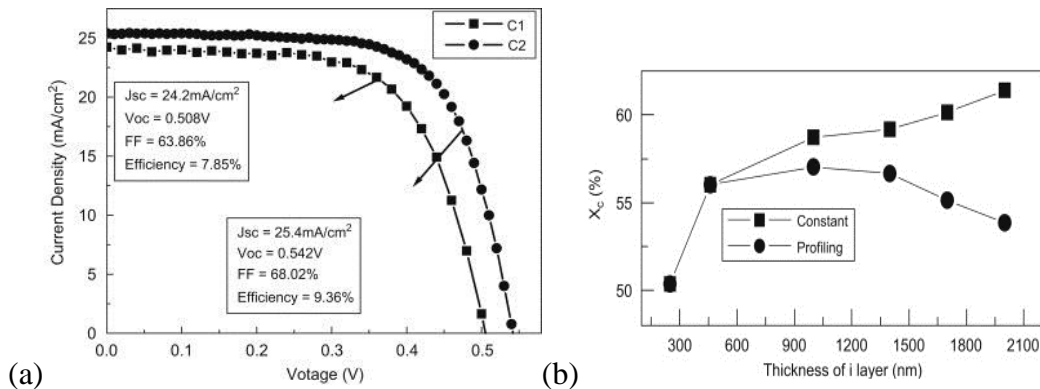 C1
C2
Jsc = 24.2mA/cm²
Voc = 0.508V
FF = 63.86%
Efficiency = 7.85%
Jsc = 25.4mA/cm²
Voc = 0.542V
FF = 68.02%
Efficiency = 9.36%
Current Density (mA/cm²)
25
20
15
10
5
0
0.0 0.1 0.2 0.3 0.4 0.5
Votage (V)
(a)
X_c (%)
60
55
50
Constant
Profiling
300 600 900 1200 1500 1800 2100
Thickness of i layer (nm)
(b)